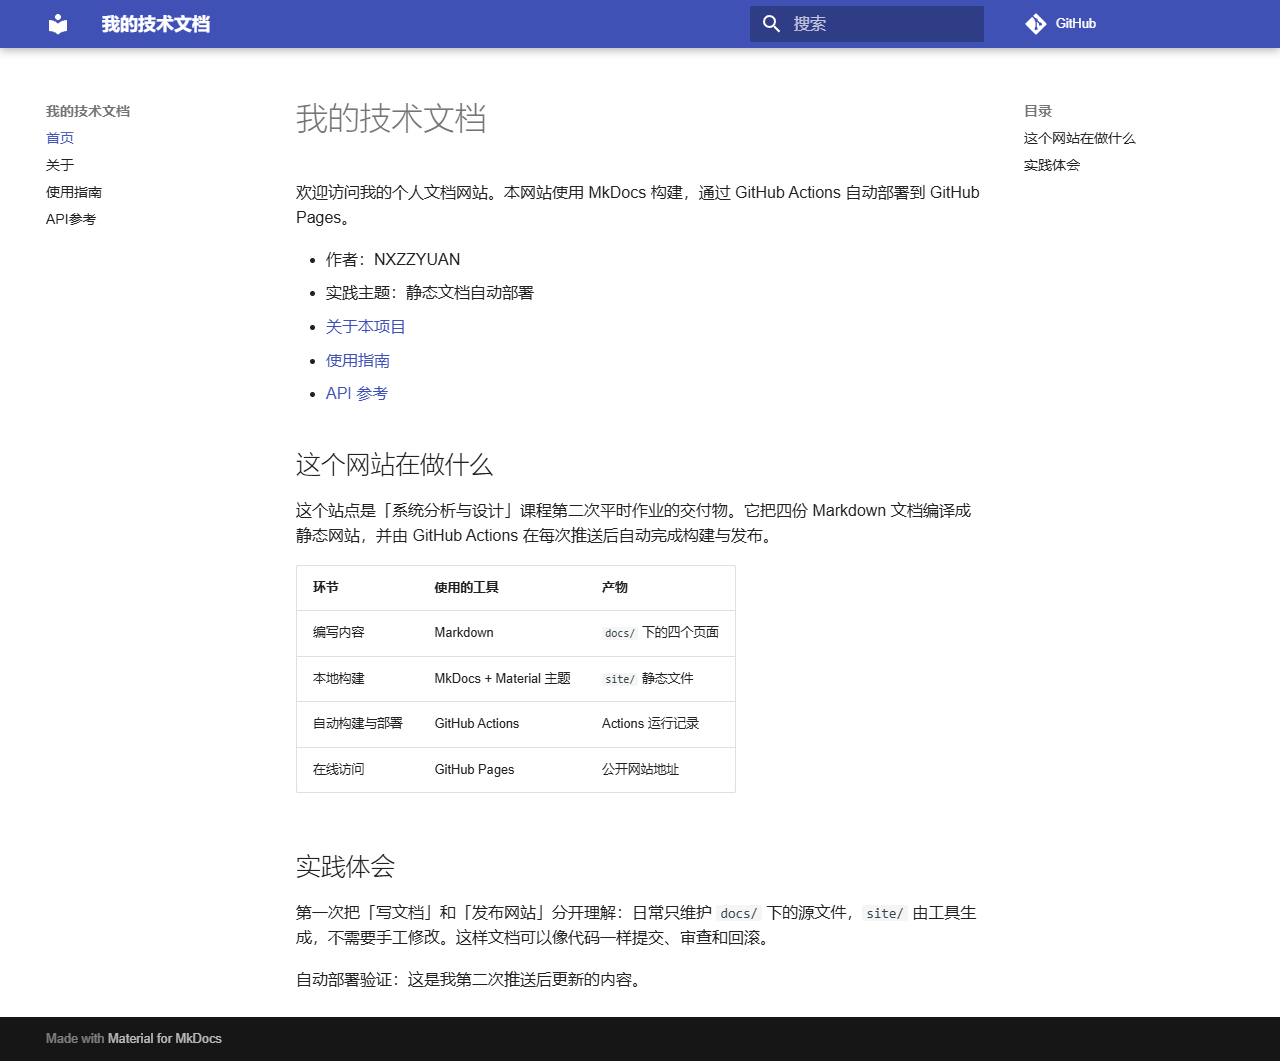 我的技术文档
搜索
GitHub
我的技术文档
首页
关于
使用指南
API参考
我的技术文档
欢迎访问我的个人文档网站。本网站使用 MkDocs 构建，通过 GitHub Actions 自动部署到 GitHub
Pages。
作者：NXZZYUAN
实践主题：静态文档自动部署
关于本项目
使用指南
API 参考
这个网站在做什么
这个站点是「系统分析与设计」课程第二次平时作业的交付物。它把四份 Markdown 文档编译成
静态网站，并由 GitHub Actions 在每次推送后自动完成构建与发布。
环节 使用的工具 产物
编写内容 Markdown docs/ 下的四个页面
本地构建 MkDocs + Material 主题 site/ 静态文件
自动构建与部署 GitHub Actions Actions 运行记录
在线访问 GitHub Pages 公开网站地址
实践体会
第一次把「写文档」和「发布网站」分开理解：日常只维护 docs/ 下的源文件，site/ 由工具生
成，不需要手工修改。这样文档可以像代码一样提交、审查和回滚。
自动部署验证：这是我第二次推送后更新的内容。
目录
这个网站在做什么
实践体会
Made with Material for MkDocs